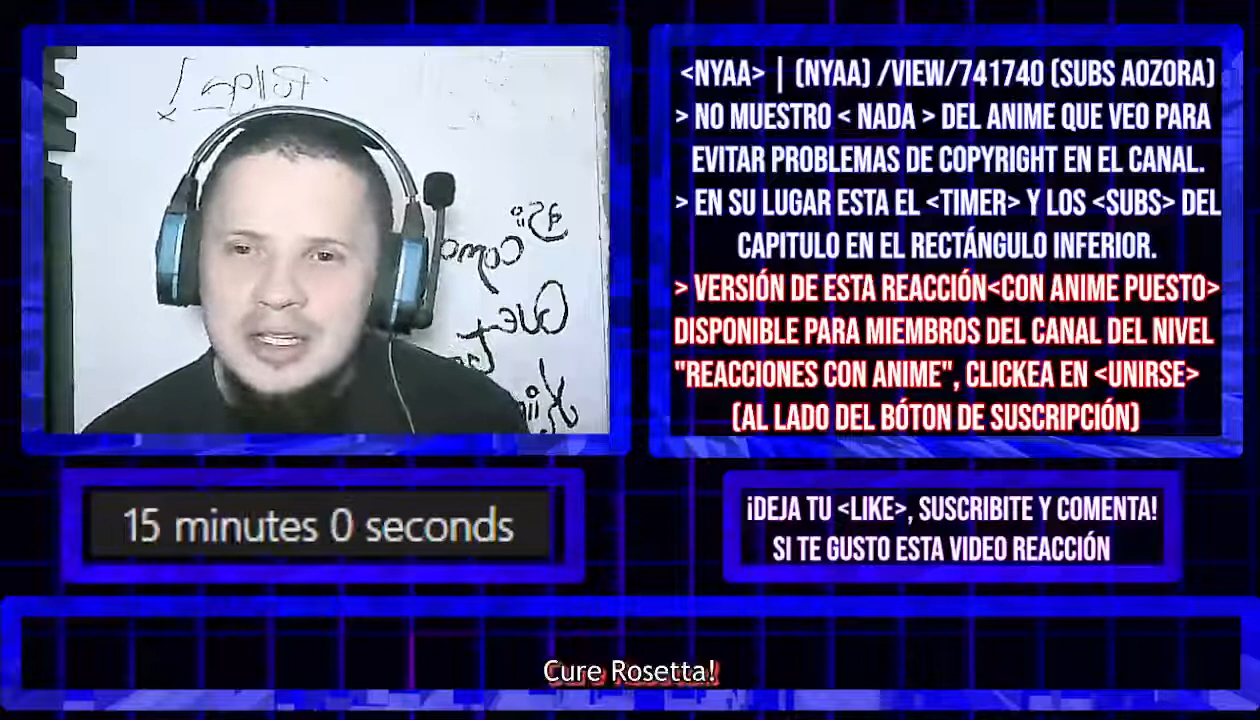 <NYAA> | (NYAA) /VIEW/741740 (SUBS AOZORA)
> NO MUESTRO < NADA > DEL ANIME QUE VEO PARA
EVITAR PROBLEMAS DE COPYRIGHT EN EL CANAL.
> EN SU LUGAR ESTA EL <TIMER> Y LOS <SUBS> DEL
CAPITULO EN EL RECTÁNGULO INFERIOR.
> VERSIÓN DE ESTA REACCIÓN<CON ANIME PUESTO>
DISPONIBLE PARA MIEMBROS DEL CANAL DEL NIVEL
"REACCIONES CON ANIME", CLICKEA EN <UNIRSE>
(AL LADO DEL BÓTON DE SUSCRIPCIÓN)
15 minutes 0 seconds
¡DEJA TU <LIKE>, SUSCRIBITE Y COMENTA!
SI TE GUSTO ESTA VIDEO REACCIÓN
Cure Rosetta!